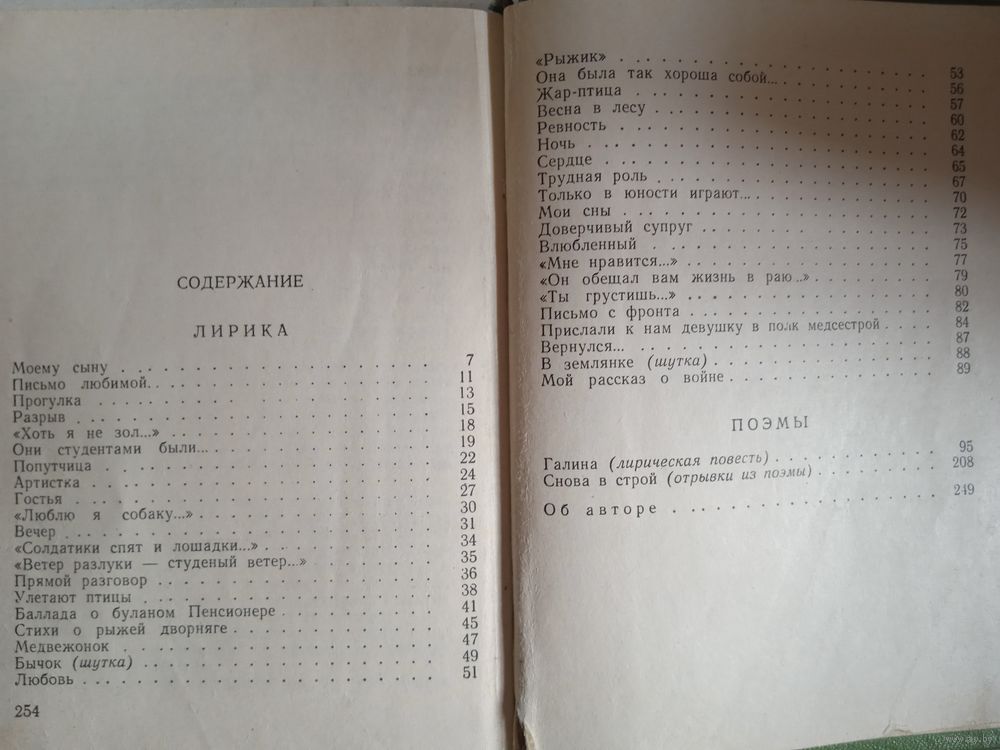 СОДЕРЖАНИЕ
ЛИРИКА
Моему сыну . . . . . . . . . . . . . . . . 7
Письмо любимой. . . . . . . . . . . . . . 11
Прогулка . . . . . . . . . . . . . . . . 13
Разрыв . . . . . . . . . . . . . . . . . 15
«Хоть я не зол...» . . . . . . . . . . . . 18
Они студентами были... . . . . . . . . . . 19
Попутчица . . . . . . . . . . . . . . . . 22
Артистка . . . . . . . . . . . . . . . . 24
Гостья . . . . . . . . . . . . . . . . . 27
«Люблю я собаку...» . . . . . . . . . . . 30
Вечер . . . . . . . . . . . . . . . . . . 31
«Солдатики спят и лошадки...» . . . . . . . 34
«Ветер разлуки — студеный ветер...» . . . . 35
Прямой разговор . . . . . . . . . . . . . 36
Улетают птицы . . . . . . . . . . . . . . 38
Баллада о буланом Пенсионере . . . . . . . 41
Стихи о рыжей дворняге . . . . . . . . . . 45
Медвежонок . . . . . . . . . . . . . . . 47
Бычок (шутка) . . . . . . . . . . . . . . 49
Любовь . . . . . . . . . . . . . . . . . 51
254
«Рыжик» . . . . . . . . . . . . . . . . . 53
Она была так хороша собой... . . . . . . . 56
Жар-птица . . . . . . . . . . . . . . . . 57
Весна в лесу . . . . . . . . . . . . . . 60
Ревность . . . . . . . . . . . . . . . . 62
Ночь . . . . . . . . . . . . . . . . . . 64
Сердце . . . . . . . . . . . . . . . . . 65
Трудная роль . . . . . . . . . . . . . . 67
Только в юности играют... . . . . . . . . 70
Мои сны . . . . . . . . . . . . . . . . . 72
Доверчивый супруг . . . . . . . . . . . . 73
Влюбленный . . . . . . . . . . . . . . . 75
«Мне нравится...» . . . . . . . . . . . . 77
«Он обещал вам жизнь в раю..» . . . . . . . 79
«Ты грустишь...» . . . . . . . . . . . . . 80
Письмо с фронта . . . . . . . . . . . . . 82
Прислали к нам девушку в полк медсестрой . . . . 84
Вернулся... . . . . . . . . . . . . . . . 87
В землянке (шутка) . . . . . . . . . . . . 88
Мой рассказ о войне . . . . . . . . . . . 89
ПОЭМЫ
Галина (лирическая повесть) . . . . . . . . 95
Снова в строй (отрывки из поэмы) . . . . . 208
Об авторе . . . . . . . . . . . . . . . . 249